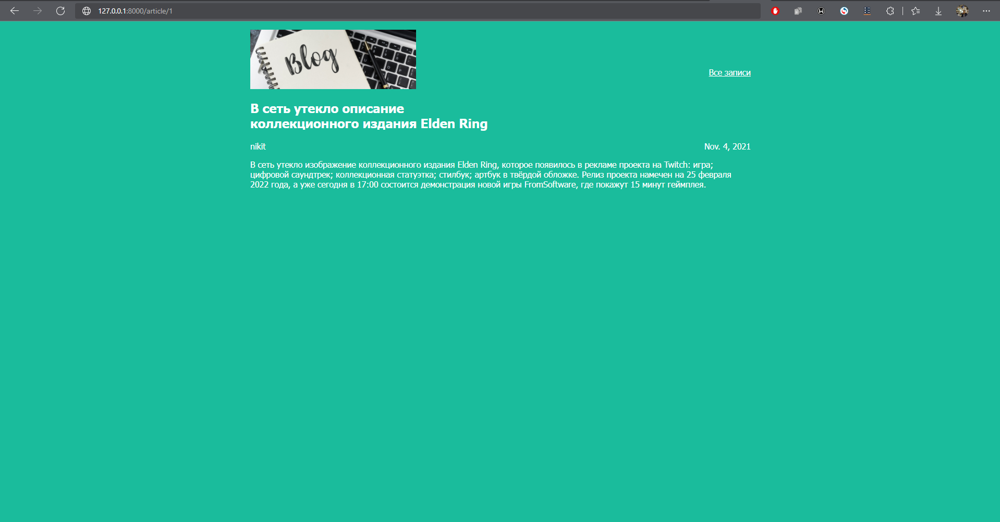 127.0.0.1:8000/article/1
Blog
Все записи
В сеть утекло описание
коллекционного издания Elden Ring
nikit
Nov. 4, 2021
В сеть утекло изображение коллекционного издания Elden Ring, которое появилось в рекламе проекта на Twitch: игра;
цифровой саундтрек; коллекционная статуэтка; стилбук; артбук в твёрдой обложке. Релиз проекта намечен на 25 февраля
2022 года, а уже сегодня в 17:00 состоится демонстрация новой игры FromSoftware, где покажут 15 минут геймплея.